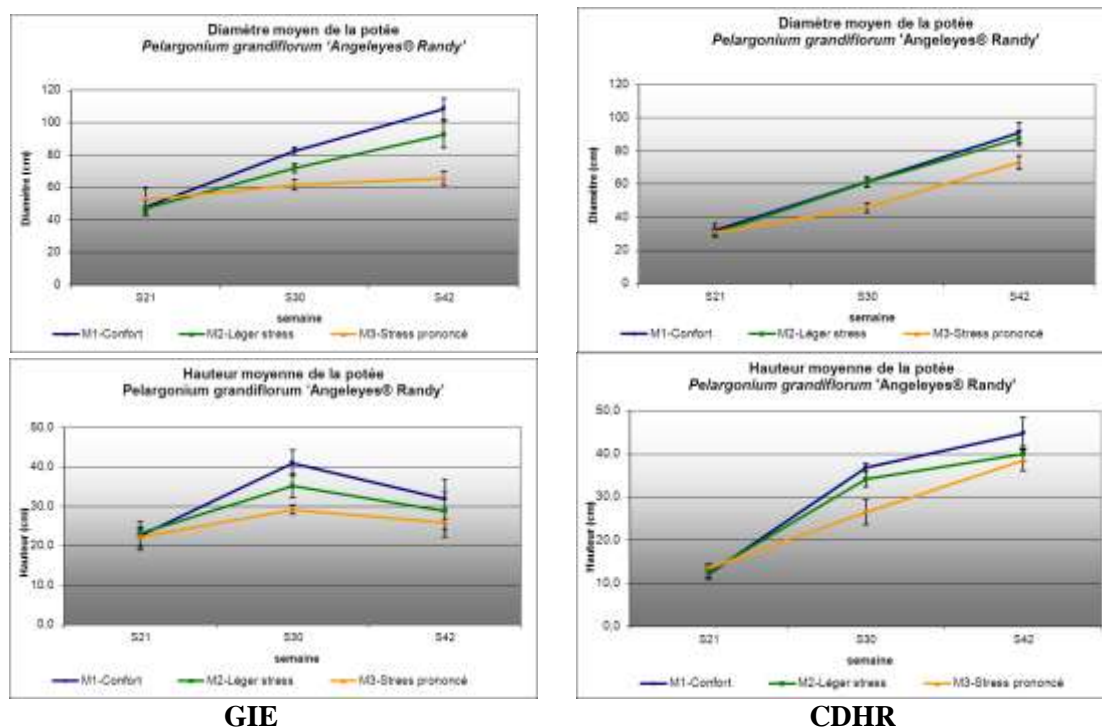 Diamètre moyen de la potée
Pelargonium grandiflorum 'Angeleyes® Randy'
Diamètre (cm)
120
100
80
60
40
20
0
S21 S30 S42
semaine
M1-Confort M2-Léger stress M3-Stress prononcé
Diamètre moyen de la potée
Pelargonium grandiflorum 'Angeleyes® Randy'
Diamètre (cm)
120
100
80
60
40
20
0
S21 S30 S42
semaine
M1-Confort M2-Léger stress M3-Stress prononcé
Hauteur moyenne de la potée
Pelargonium grandiflorum 'Angeleyes® Randy'
Hauteur (cm)
50,0
40,0
30,0
20,0
10,0
0,0
S21 S30 S42
semaine
M1-Confort M2-Léger stress M3-Stress prononcé
Hauteur moyenne de la potée
Pelargonium grandiflorum 'Angeleyes® Randy'
Hauteur (cm)
50,0
40,0
30,0
20,0
10,0
0,0
S21 S30 S42
semaine
M1-Confort M2-Léger stress M3-Stress prononcé
GIE CDHR